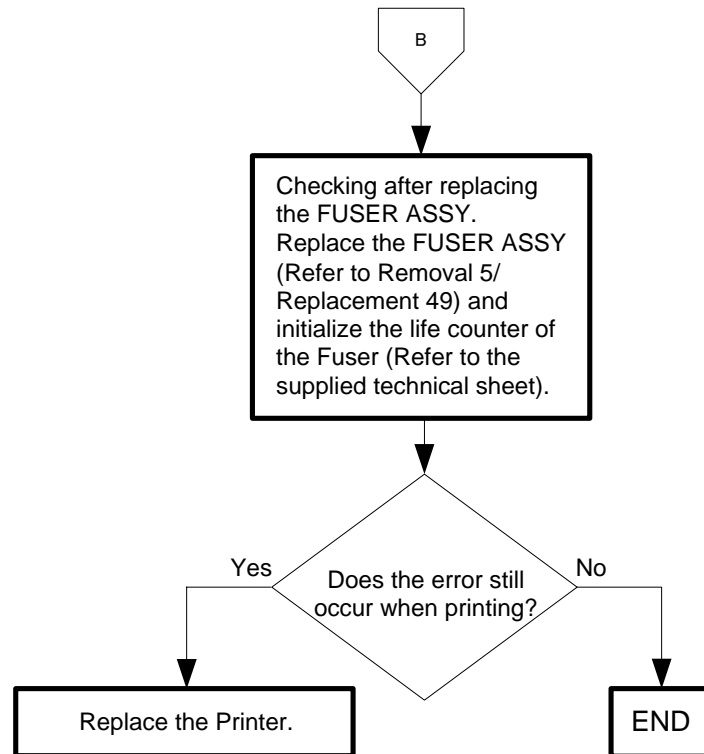 B
Checking after replacing
the FUSER ASSY.
Replace the FUSER ASSY
(Refer to Removal 5/
Replacement 49) and
initialize the life counter of
the Fuser (Refer to the
supplied technical sheet).
Yes
No
Does the error still
occur when printing?
Replace the Printer.
END